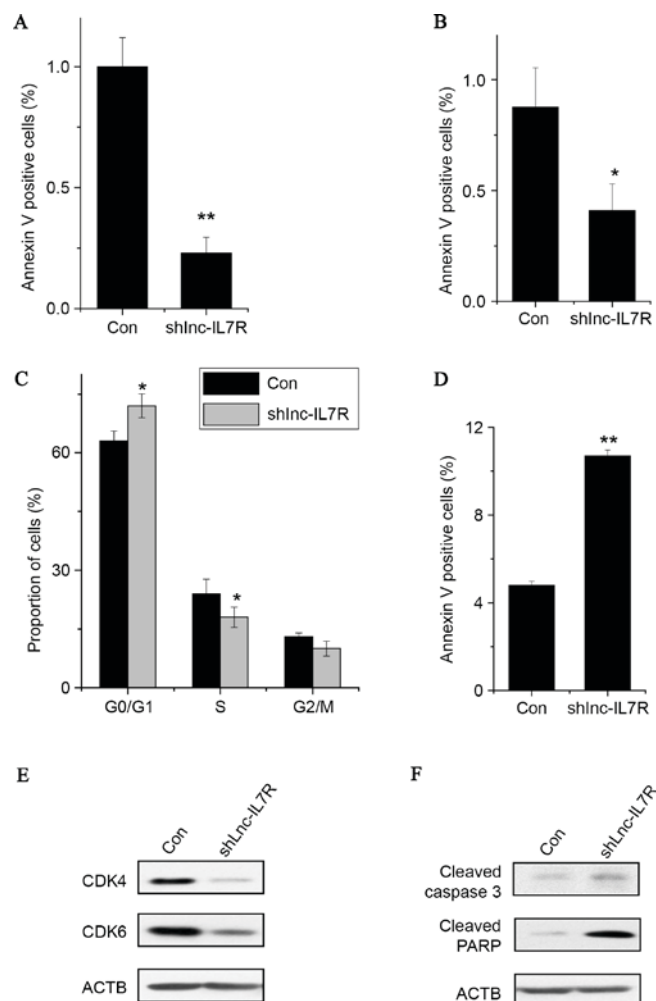 A
Annexin V positive cells (%)
1.0
0.5
0.0
**
Con
shlnc-IL7R
B
Annexin V positive cells (%)
1.0
0.5
0.0
*
Con
shlnc-IL7R
C
Proportion of cells (%)
60
30
0
*
*
Con
shlnc-IL7R
G0/G1
S
G2/M
D
Annexin V positive cells (%)
12
8
4
0
**
Con
shlnc-IL7R
E
Con
shLnc-IL7R
CDK4
CDK6
ACTB
F
Con
shLnc-IL7R
Cleaved
caspase 3
Cleaved
PARP
ACTB